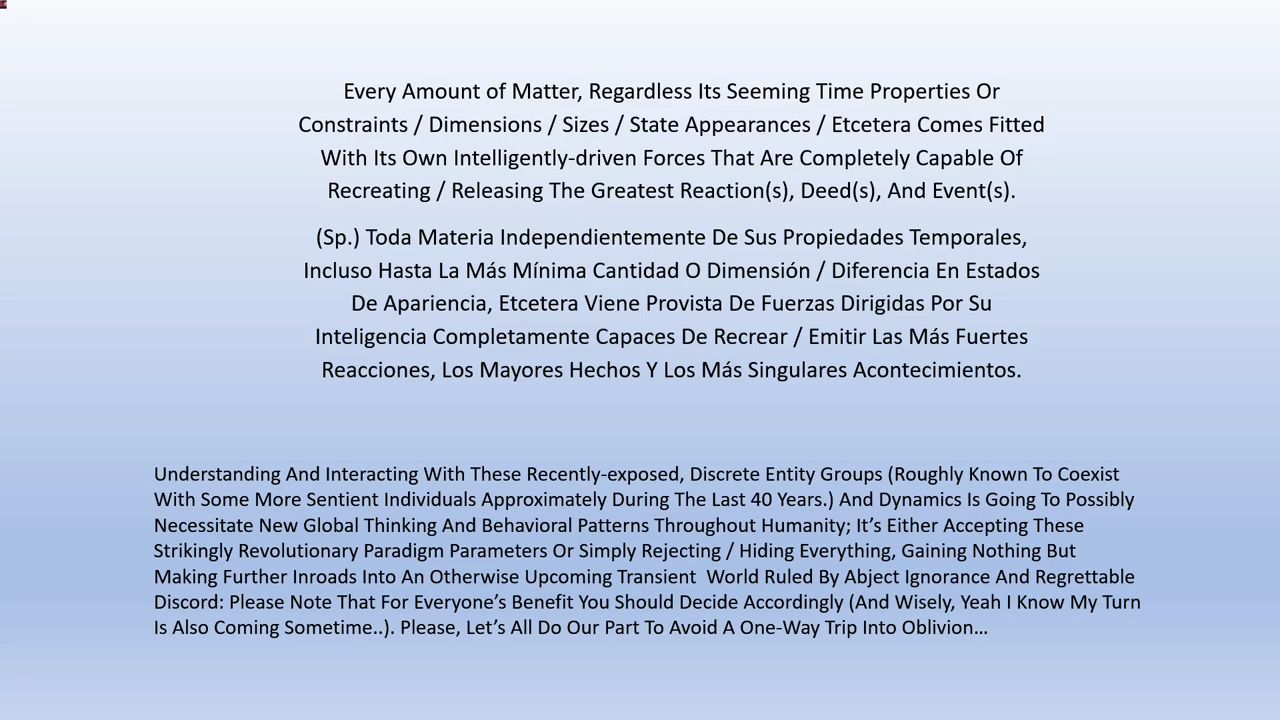 Every Amount of Matter, Regardless Its Seeming Time Properties Or
Constraints / Dimensions / Sizes / State Appearances / Etcetera Comes Fitted
With Its Own Intelligently-driven Forces That Are Completely Capable Of
Recreating / Releasing The Greatest Reaction(s), Deed(s), And Event(s).
(Sp.) Toda Materia Independientemente De Sus Propiedades Temporales,
Incluso Hasta La Más Mínima Cantidad O Dimensión / Diferencia En Estados
De Apariencia, Etcetera Viene Provista De Fuerzas Dirigidas Por Su
Inteligencia Completamente Capaces De Recrear / Emitir Las Más Fuertes
Reacciones, Los Mayores Hechos Y Los Más Singulares Acontecimientos.
Understanding And Interacting With These Recently-exposed, Discrete Entity Groups (Roughly Known To Coexist
With Some More Sentient Individuals Approximately During The Last 40 Years.) And Dynamics Is Going To Possibly
Necessitate New Global Thinking And Behavioral Patterns Throughout Humanity; It’s Either Accepting These
Strikingly Revolutionary Paradigm Parameters Or Simply Rejecting / Hiding Everything, Gaining Nothing But
Making Further Inroads Into An Otherwise Upcoming Transient  World Ruled By Abject Ignorance And Regrettable
Discord: Please Note That For Everyone’s Benefit You Should Decide Accordingly (And Wisely, Yeah I Know My Turn
Is Also Coming Sometime..). Please, Let’s All Do Our Part To Avoid A One-Way Trip Into Oblivion…